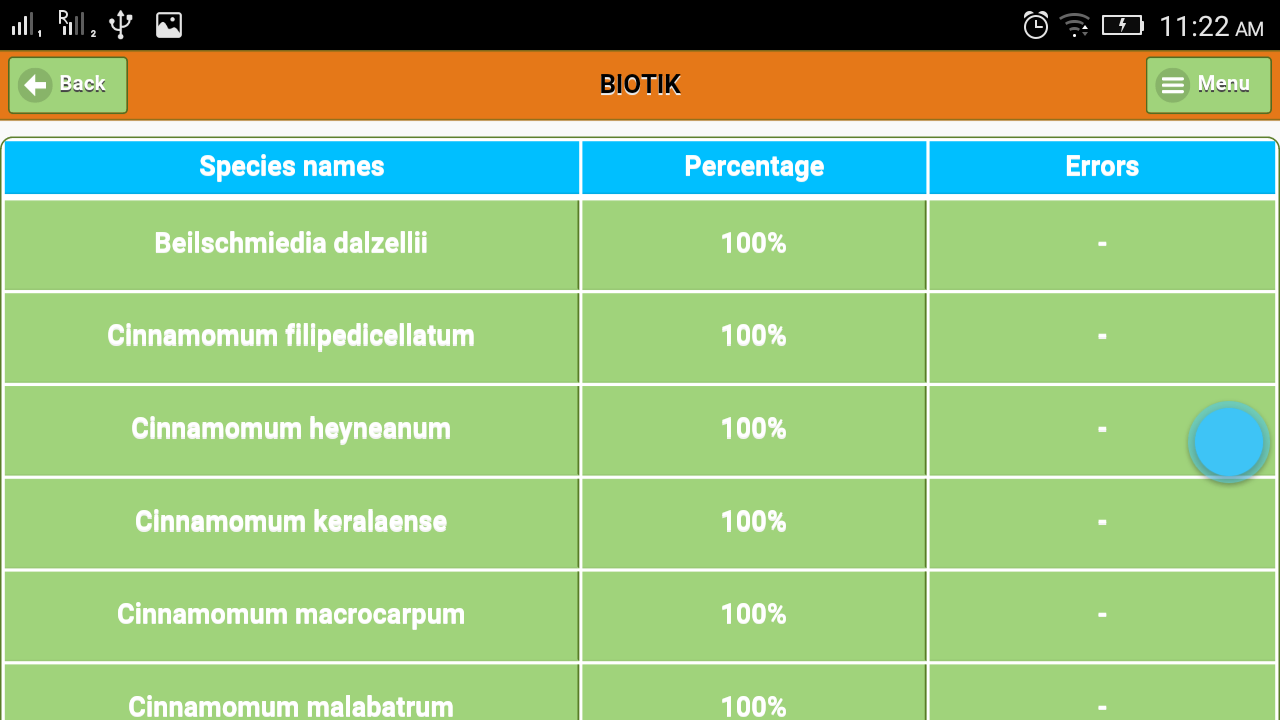 R 1 2 11:22 AM
Back BIOTIK Menu
Species names Percentage Errors
Beilschmiedia dalzellii 100% -
Cinnamomum filipedicellatum 100% -
Cinnamomum heyneanum 100% -
Cinnamomum keralaense 100% -
Cinnamomum macrocarpum 100% -
Cinnamomum malabatrum 100% -